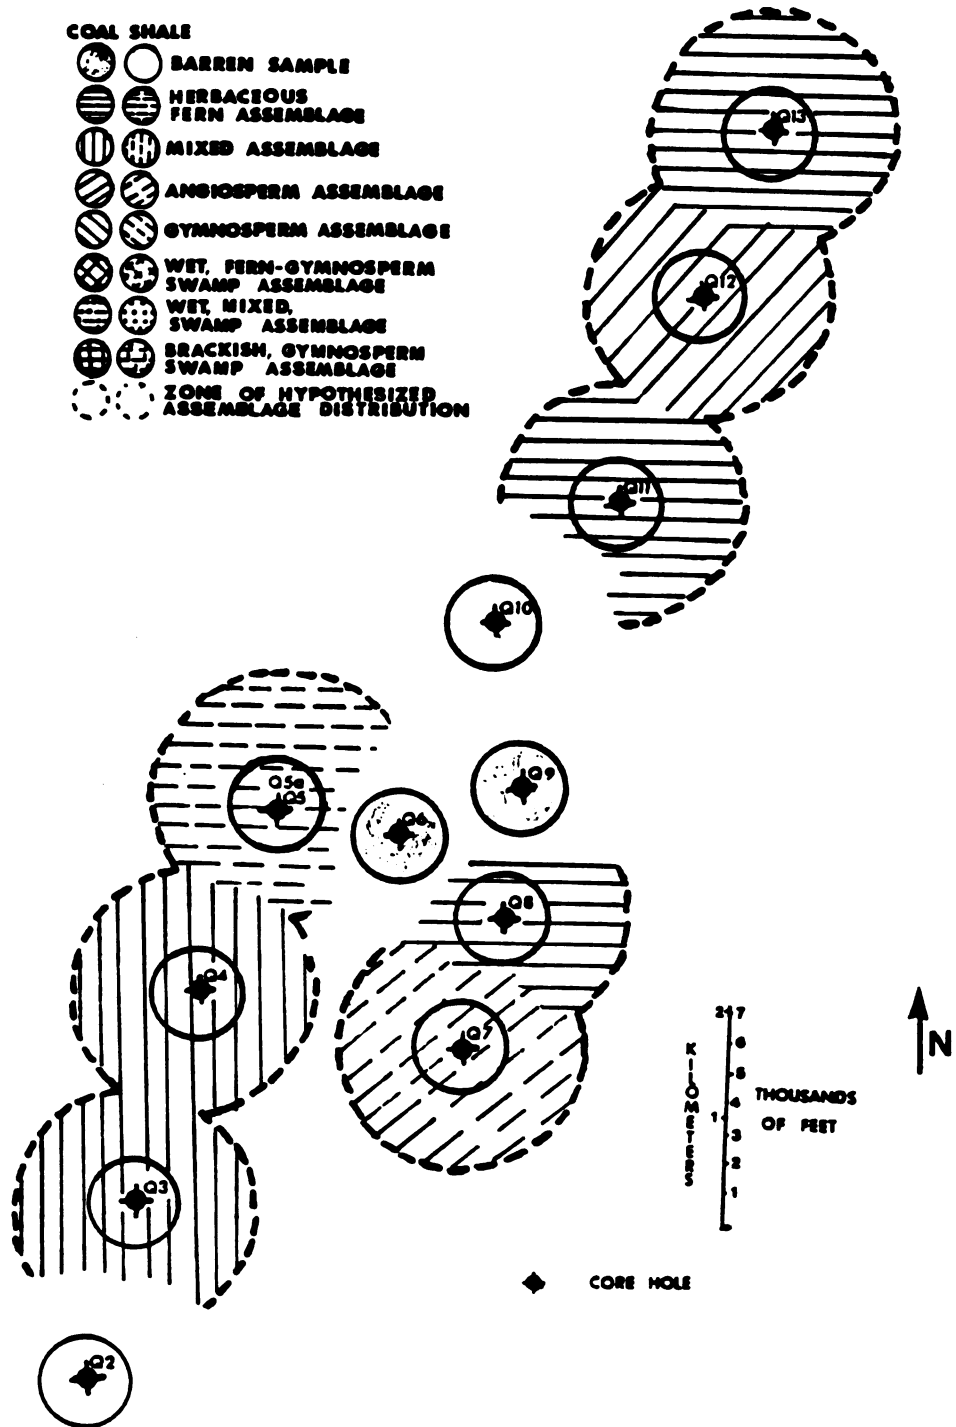 COAL SHALE
BARREN SAMPLE
HERBACEOUS
FERN ASSEMBLAGE
MIXED ASSEMBLAGE
ANGIOSPERM ASSEMBLAGE
GYMNOSPERM ASSEMBLAGE
WET, FERN-GYMNOSPERM
SWAMP ASSEMBLAGE
WET, MIXED,
SWAMP ASSEMBLAGE
BRACKISH, GYMNOSPERM
SWAMP ASSEMBLAGE
ZONE OF HYPOTHESIZED
ASSEMBLAGE DISTRIBUTION
Q13
Q12
Q11
Q10
Q9
Q5a
Q5
Q6
Q8
Q4
Q7
Q3
Q2
KILOMETERS
2
1
7
6
5
4
3
2
1
THOUSANDS
OF FEET
N
CORE HOLE